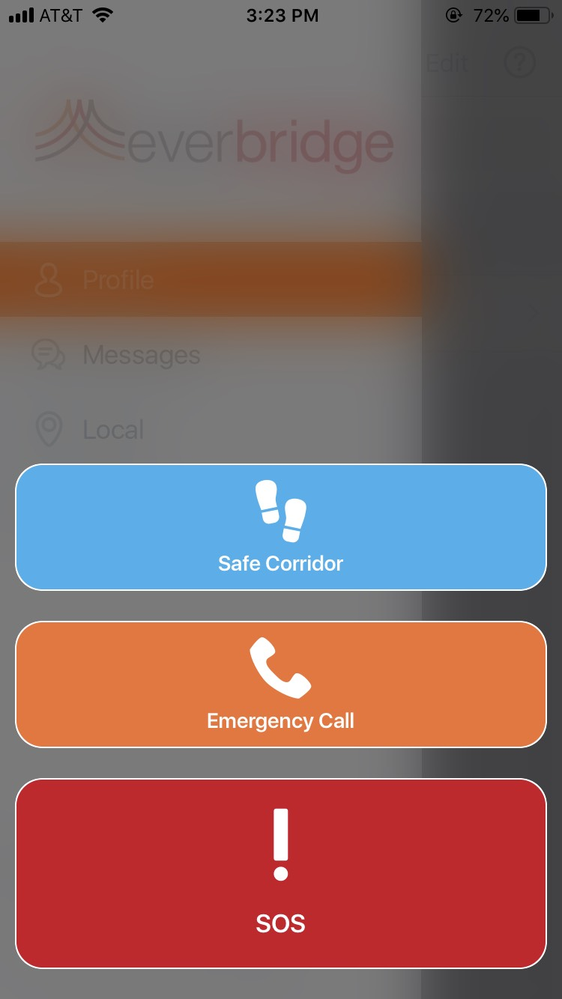 AT&T 3:23 PM 72%
Edit ?
everbridge
Profile
Messages
Local
Safe Corridor
Emergency Call
SOS